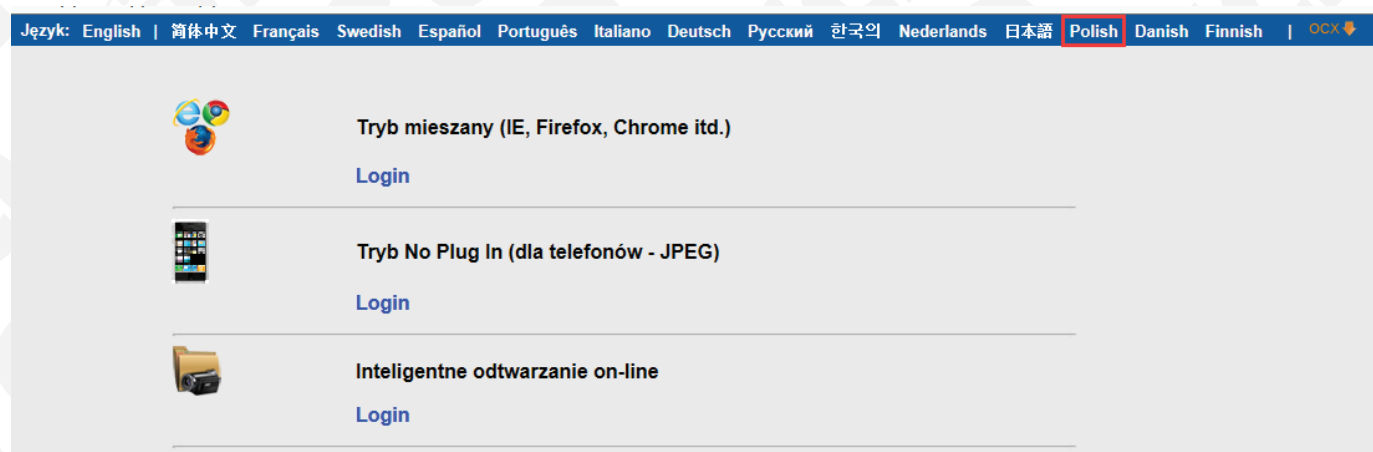 Język: English | 简体中文 Français Swedish Español Português Italiano Deutsch Русский 한국의 Nederlands 日本語 Polish Danish Finnish | OCX
Tryb mieszany (IE, Firefox, Chrome itd.)
Login
Tryb No Plug In (dla telefonów - JPEG)
Login
Inteligentne odtwarzanie on-line
Login